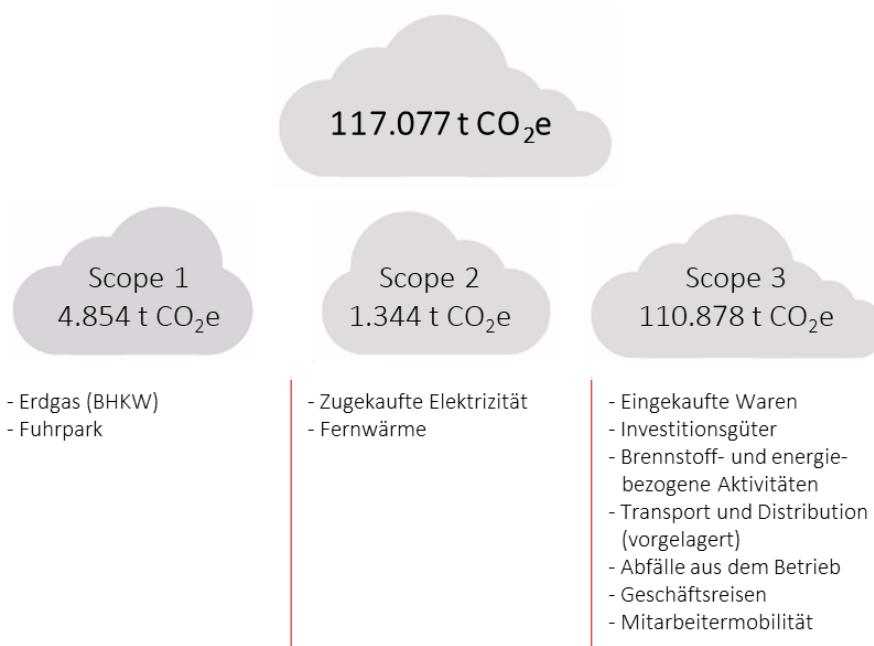 117.077 t CO₂e
Scope 1
4.854 t CO₂e
Scope 2
1.344 t CO₂e
Scope 3
110.878 t CO₂e
- Erdgas (BHKW)
- Fuhrpark
- Zugekaufte Elektrizität
- Fernwärme
- Eingekaufte Waren
- Investitionsgüter
- Brennstoff- und energie-
bezogene Aktivitäten
- Transport und Distribution
(vorgelagert)
- Abfälle aus dem Betrieb
- Geschäftsreisen
- Mitarbeitermobilität